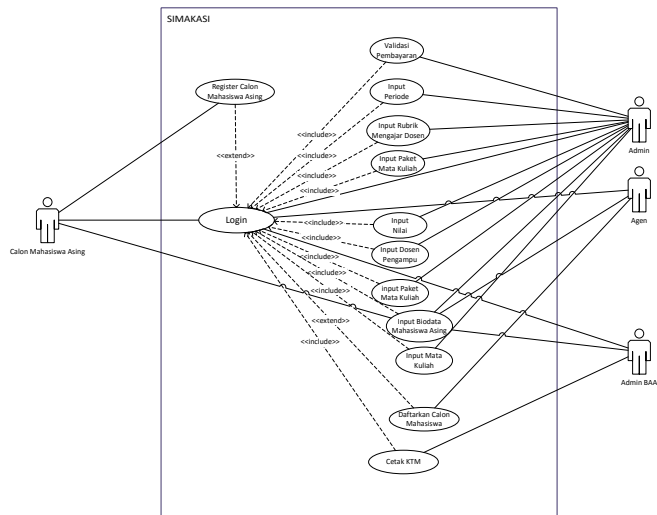 SIMAKASI
Validasi
Pembayaran
Register Calon
Mahasiswa Asing
Input
Periode
Input Rubrik
Mengajar Dosen
Input Paket
Mata Kuliah
<<include>>
<<include>>
<<include>>
<<include>>
<<extend>>
Admin
Agen
Login
Calon Mahasiswa Asing
<<include>>
Input
Nilai
<<include>>
Input Dosen
Pengampu
<<include>>
<<include>>
input Paket
Mata Kuliah
<<include>>
<<extend>>
Input Biodata
Mahasiswa Asing
<<include>>
Input Mata
Kuliah
Admin BAA
Daftarkan Calon
Mahasiswa
Cetak KTM